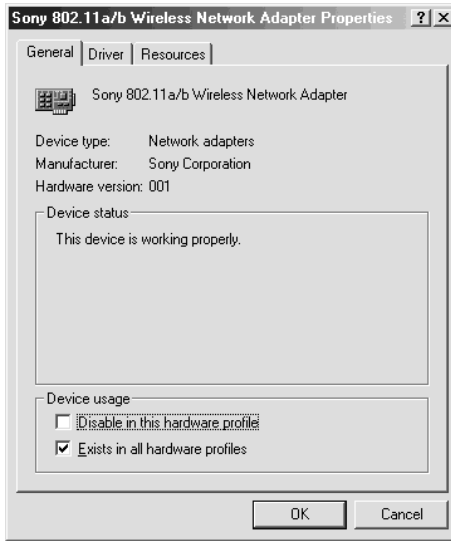 Sony 802.11a/b Wireless Network Adapter Properties ? x
General Driver Resources
Sony 802.11a/b Wireless Network Adapter
Device type: Network adapters
Manufacturer: Sony Corporation
Hardware version: 001
Device status
This device is working properly.
Device usage
Disable in this hardware profile
Exists in all hardware profiles
OK Cancel